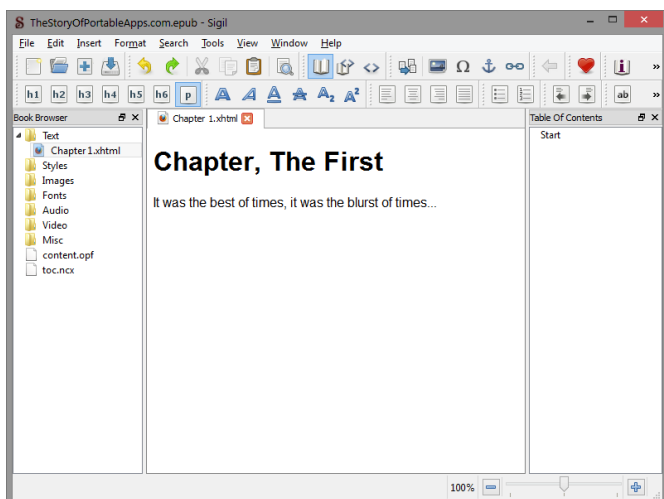 TheStoryOfPortableApps.com.epub - Sigil
File Edit Insert Format Search Tools View Window Help
h1 h2 h3 h4 h5 h6 p A A A A A₂ A² ab »
Book Browser
Chapter 1.xhtml
Table Of Contents
Text
Chapter 1.xhtml
Styles
Images
Fonts
Audio
Video
Misc
content.opf
toc.ncx
Chapter, The First
It was the best of times, it was the blurst of times...
Start
100%